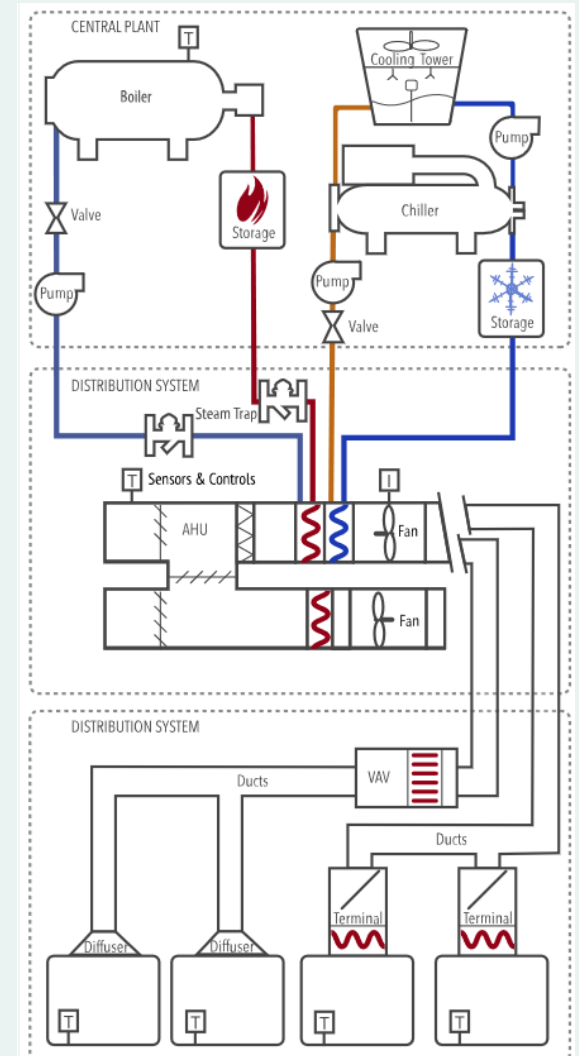 CENTRAL PLANT
T
Cooling Tower
Boiler
Pump
Chiller
Valve
Storage
Pump
Pump
Storage
Valve
DISTRIBUTION SYSTEM
Steam Trap
T Sensors & Controls
I
AHU
Fan
Fan
DISTRIBUTION SYSTEM
VAV
Ducts
Ducts
Terminal
Terminal
Diffuser
Diffuser
T
T
T
T